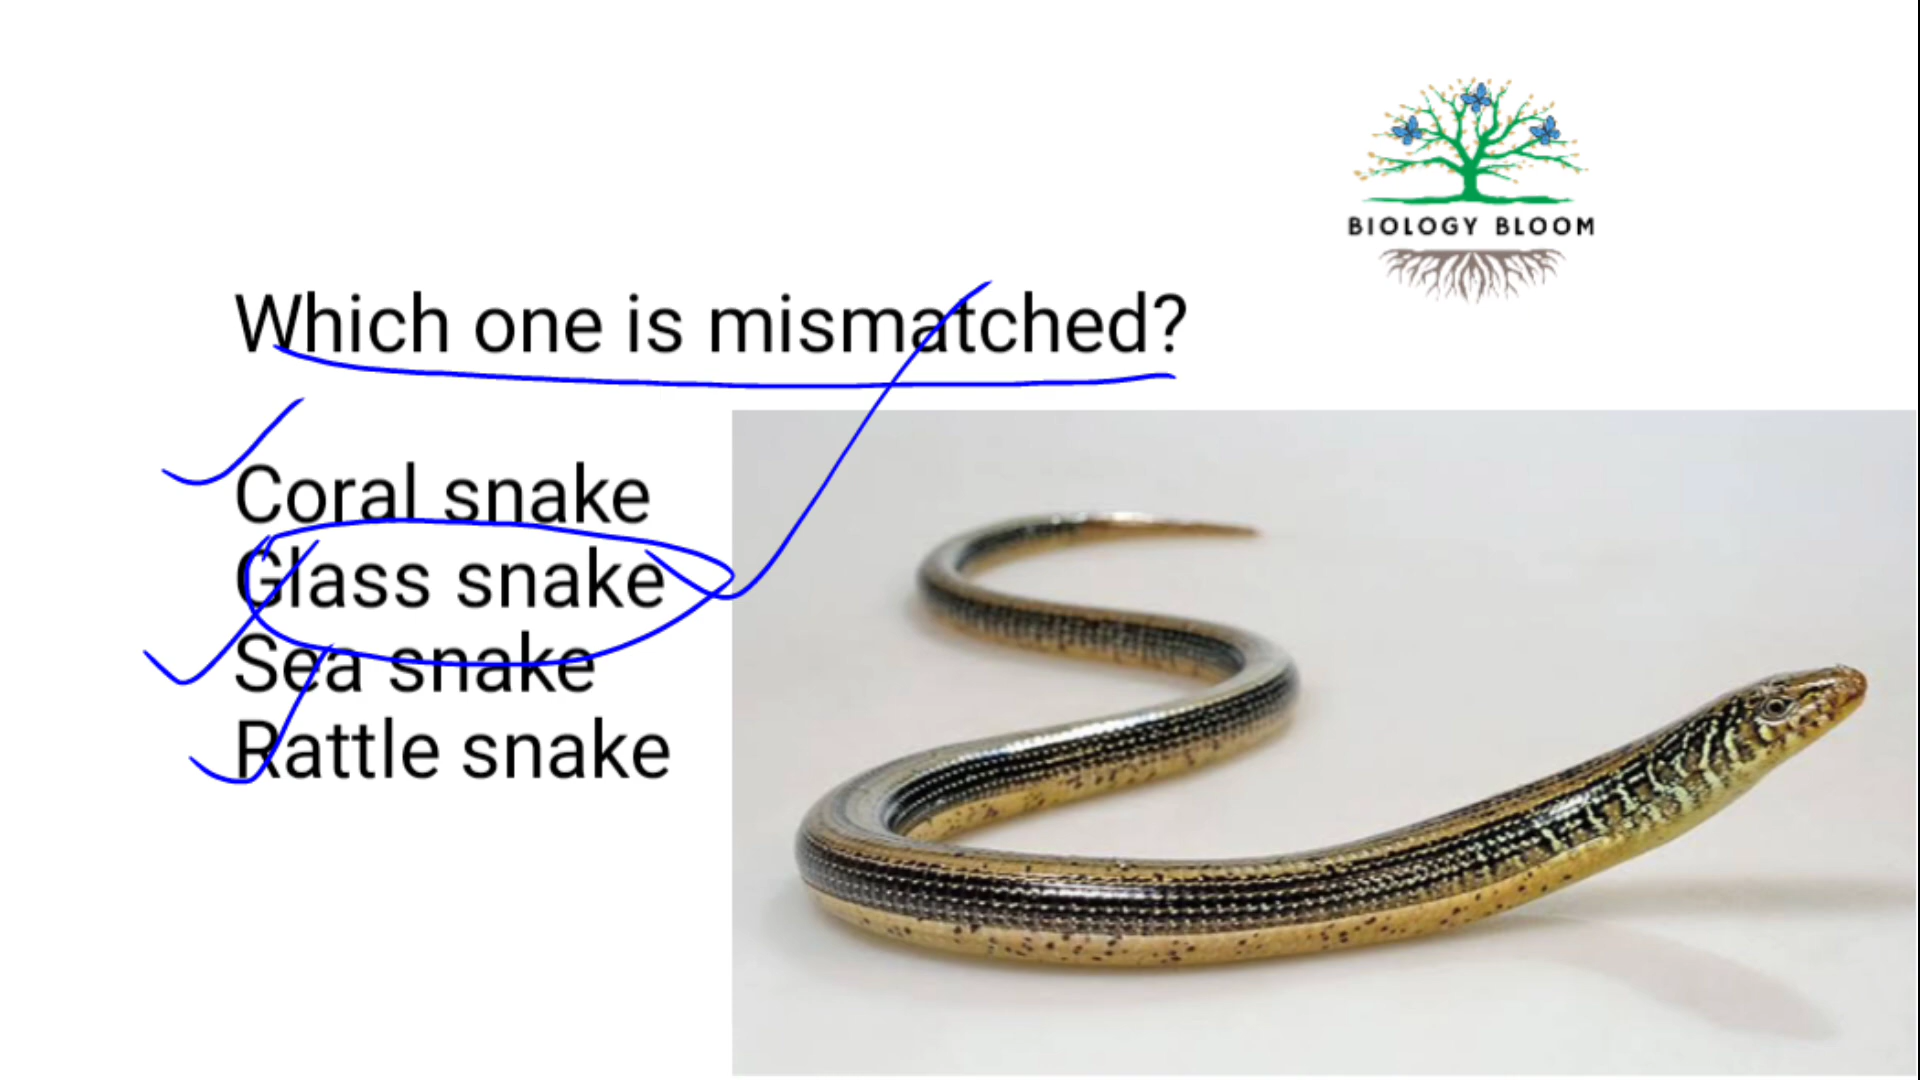 BIOLOGY BLOOM
Which one is mismatched?
Coral snake
Glass snake
Sea snake
Rattle snake